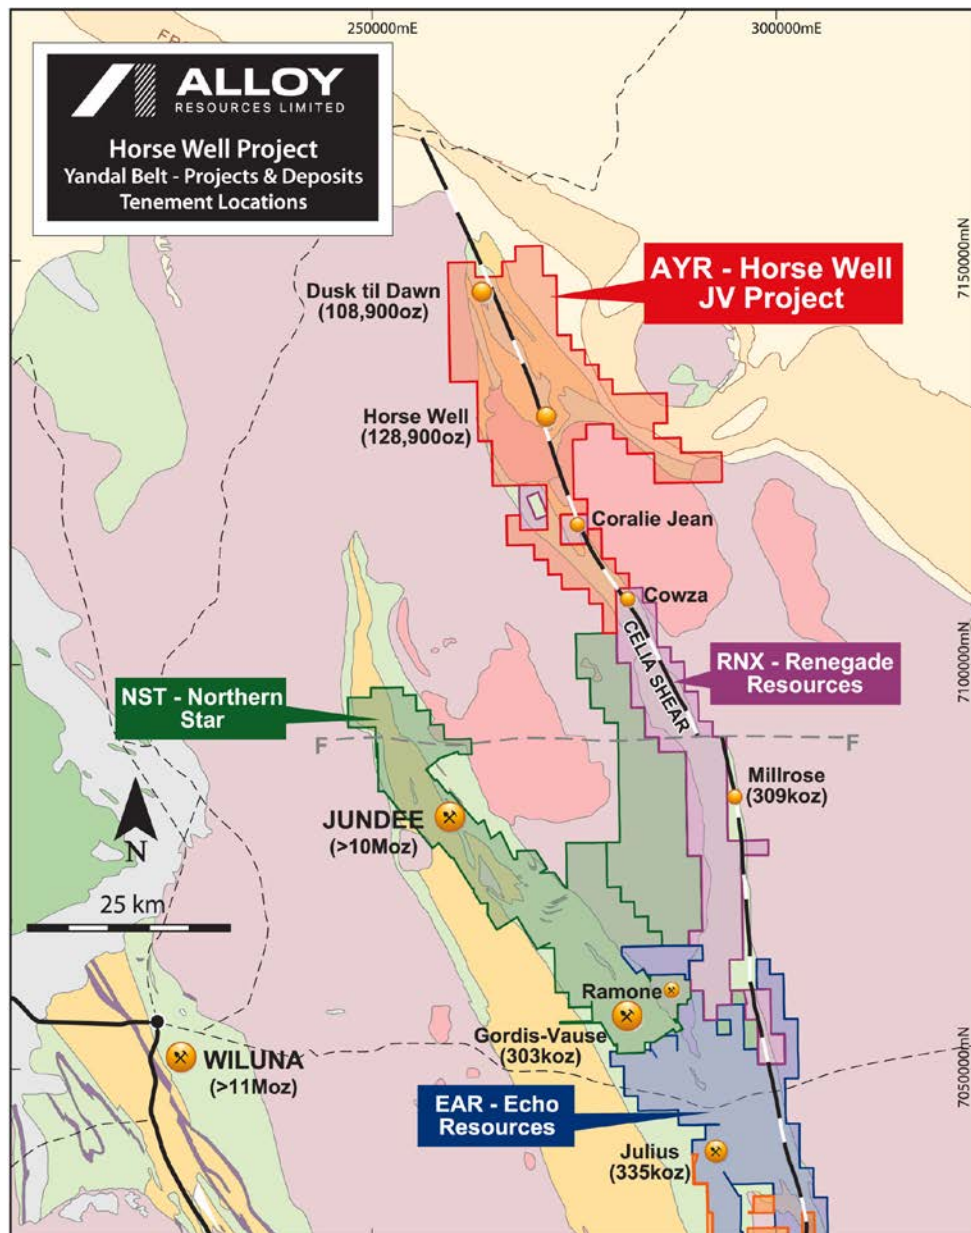 250000mE
300000mE
FR
ALLOY
RESOURCES LIMITED
Horse Well Project
Yandal Belt - Projects & Deposits
Tenement Locations
7150000mN
AYR - Horse Well
JV Project
Dusk til Dawn
(108,900oz)
Horse Well
(128,900oz)
Coralie Jean
Cowza
CELIA SHEAR
RNX - Renegade
Resources
7100000mN
NST - Northern
Star
F
F
Millrose
(309koz)
JUNDEE
(>10Moz)
N
25 km
Ramone
Gordis-Vause
(303koz)
WILUNA
(>11Moz)
7050000mN
EAR - Echo
Resources
Julius
(335koz)